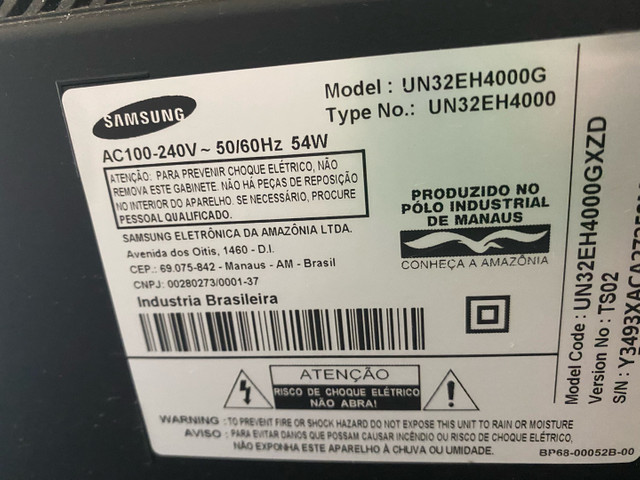 SAMSUNG
Model : UN32EH4000G
Type No.: UN32EH4000
AC100-240V ~ 50/60Hz 54W
ATENÇÃO: PARA PREVENIR CHOQUE ELÉTRICO, NÃO
REMOVA ESTE GABINETE. NÃO HÁ PEÇAS DE REPOSIÇÃO
NO INTERIOR DO APARELHO. SE NECESSÁRIO, PROCURE
PESSOAL QUALIFICADO.
SAMSUNG ELETRÔNICA DA AMAZÔNIA LTDA.
Avenida dos Oitis, 1460 - D.I.
CEP.: 69.075-842 - Manaus - AM - Brasil
CNPJ: 00280273/0001-37
Industria Brasileira
PRODUZIDO NO
PÓLO INDUSTRIAL
DE MANAUS
CONHEÇA A AMAZÔNIA
ATENÇÃO
RISCO DE CHOQUE ELÉTRICO
NÃO ABRA!
WARNING : TO PREVENT FIRE OR SHOCK HAZARD DO NOT EXPOSE THIS UNIT TO RAIN OR MOISTURE
AVISO : PARA EVITAR DANOS QUE POSSAM CAUSAR INCÊNDIO OU RISCO DE CHOQUE ELÉTRICO,
NÃO EXPONHA ESTE APARELHO À CHUVA OU UMIDADE.
BP68-00052B-00
Model Code : UN32EH4000GXZD
Version No : TS02
S/N :